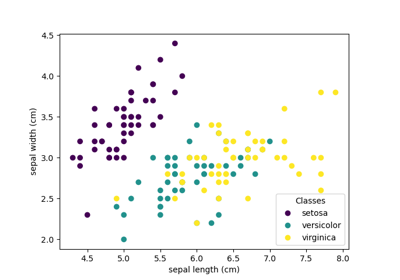 4.5
4.0
3.5
3.0
2.5
2.0
sepal width (cm)
Classes
setosa
versicolor
virginica
4.5 5.0 5.5 6.0 6.5 7.0 7.5 8.0
sepal length (cm)